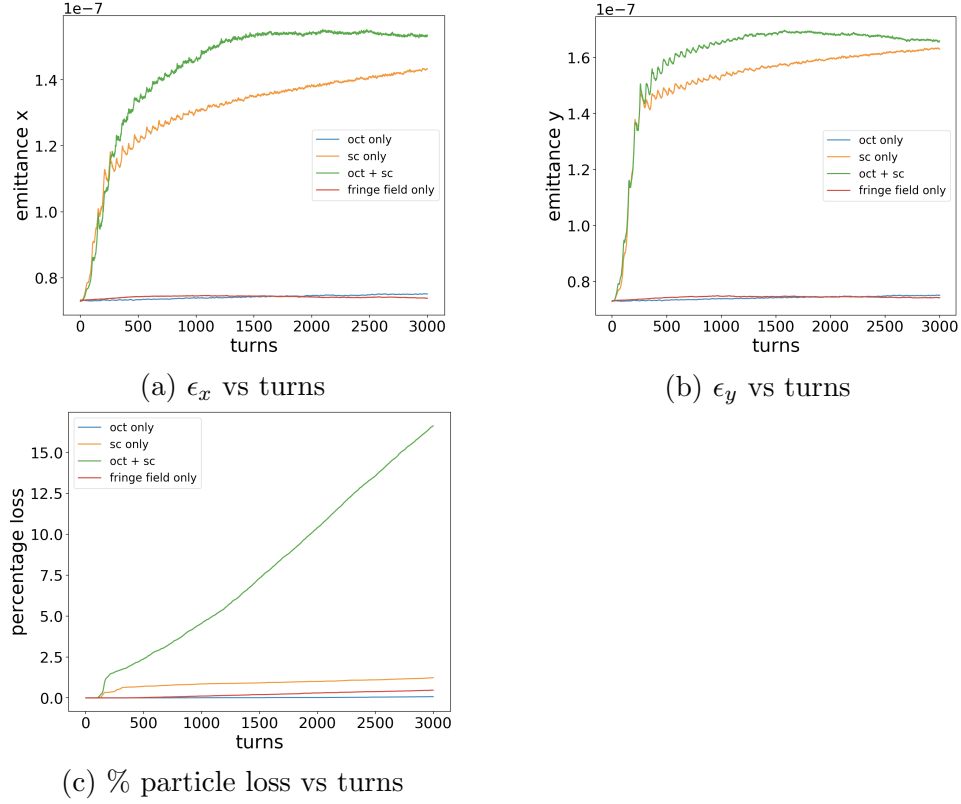 1e−7
emittance x
1.4
1.2
1.0
0.8
oct only
sc only
oct + sc
fringe field only
0 500 1000 1500 2000 2500 3000
turns
(a) ϵx vs turns
1e−7
emittance y
1.6
1.4
1.2
1.0
0.8
oct only
sc only
oct + sc
fringe field only
0 500 1000 1500 2000 2500 3000
turns
(b) ϵy vs turns
percentage loss
15.0
12.5
10.0
7.5
5.0
2.5
0.0
oct only
sc only
oct + sc
fringe field only
0 500 1000 1500 2000 2500 3000
turns
(c) % particle loss vs turns